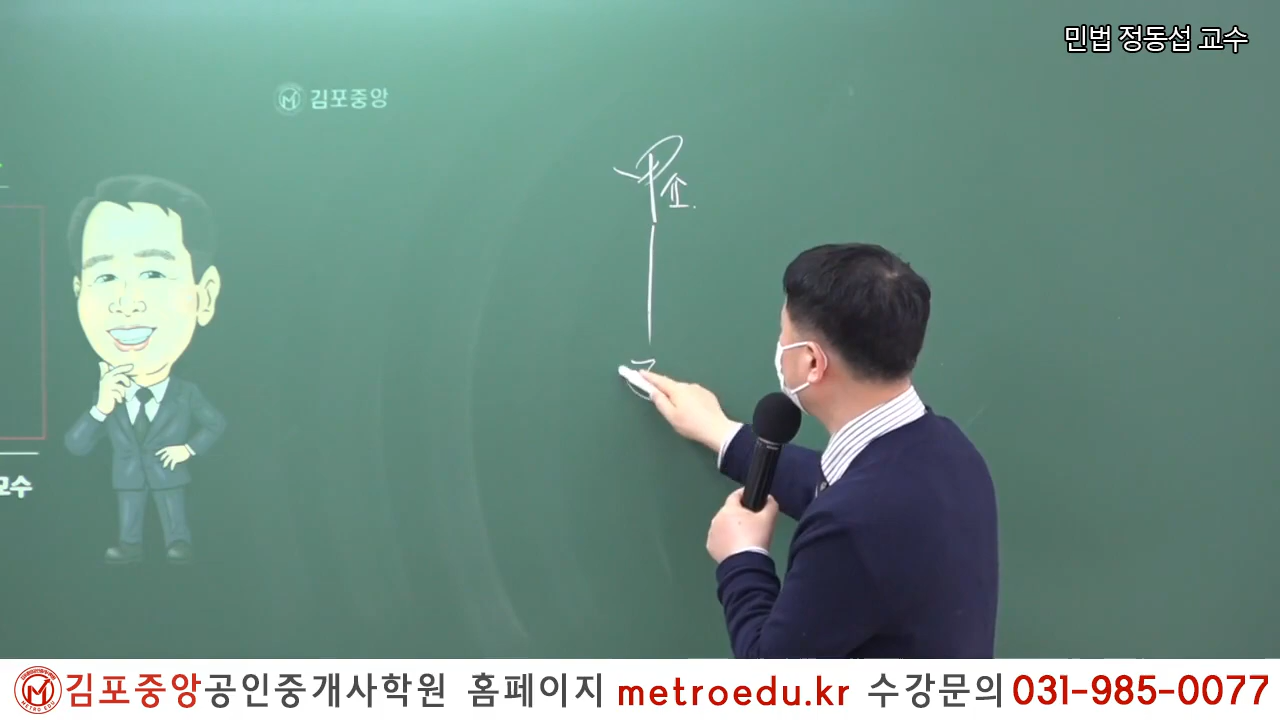 민법 정동섭 교수
김포중앙
甲
교수
김포중앙공인중개사학원 홈페이지 metroedu.kr 수강문의 031-985-0077